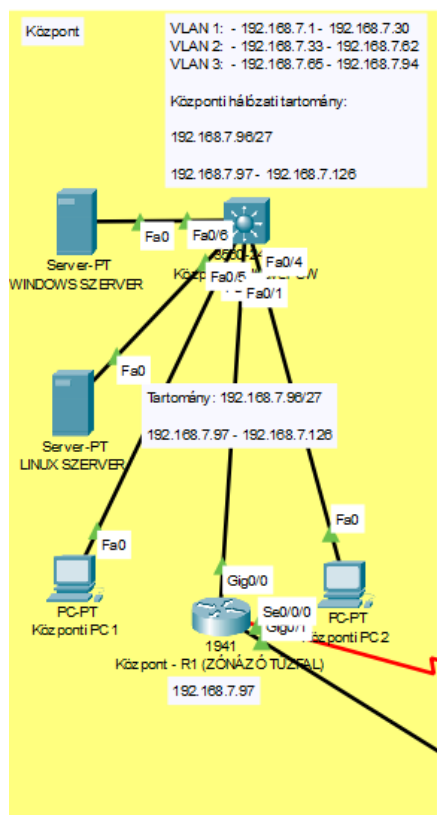 Központ
VLAN 1: - 192.168.7.1 - 192.168.7.30
VLAN 2: - 192.168.7.33 - 192.168.7.62
VLAN 3: - 192.168.7.65 - 192.168.7.94
Központi hálózati tartomány:
192.168.7.96/27
192.168.7.97 - 192.168.7.126
Fa0
Fa0/6
Server-PT
WINDOWS SZERVER
Fa0/4
Fa0/5
Fa0/1
Fa0
Server-PT
LINUX SZERVER
Tartomány: 192.168.7.96/27
192.168.7.97 - 192.168.7.126
Fa0
Fa0
PC-PT
Központi PC1
Gig0/0
Se0/0/0
Gig0/1
PC-PT
Központi PC2
1941
Központ - R1 (ZÓNÁZÓ TŰZFAL)
192.168.7.97